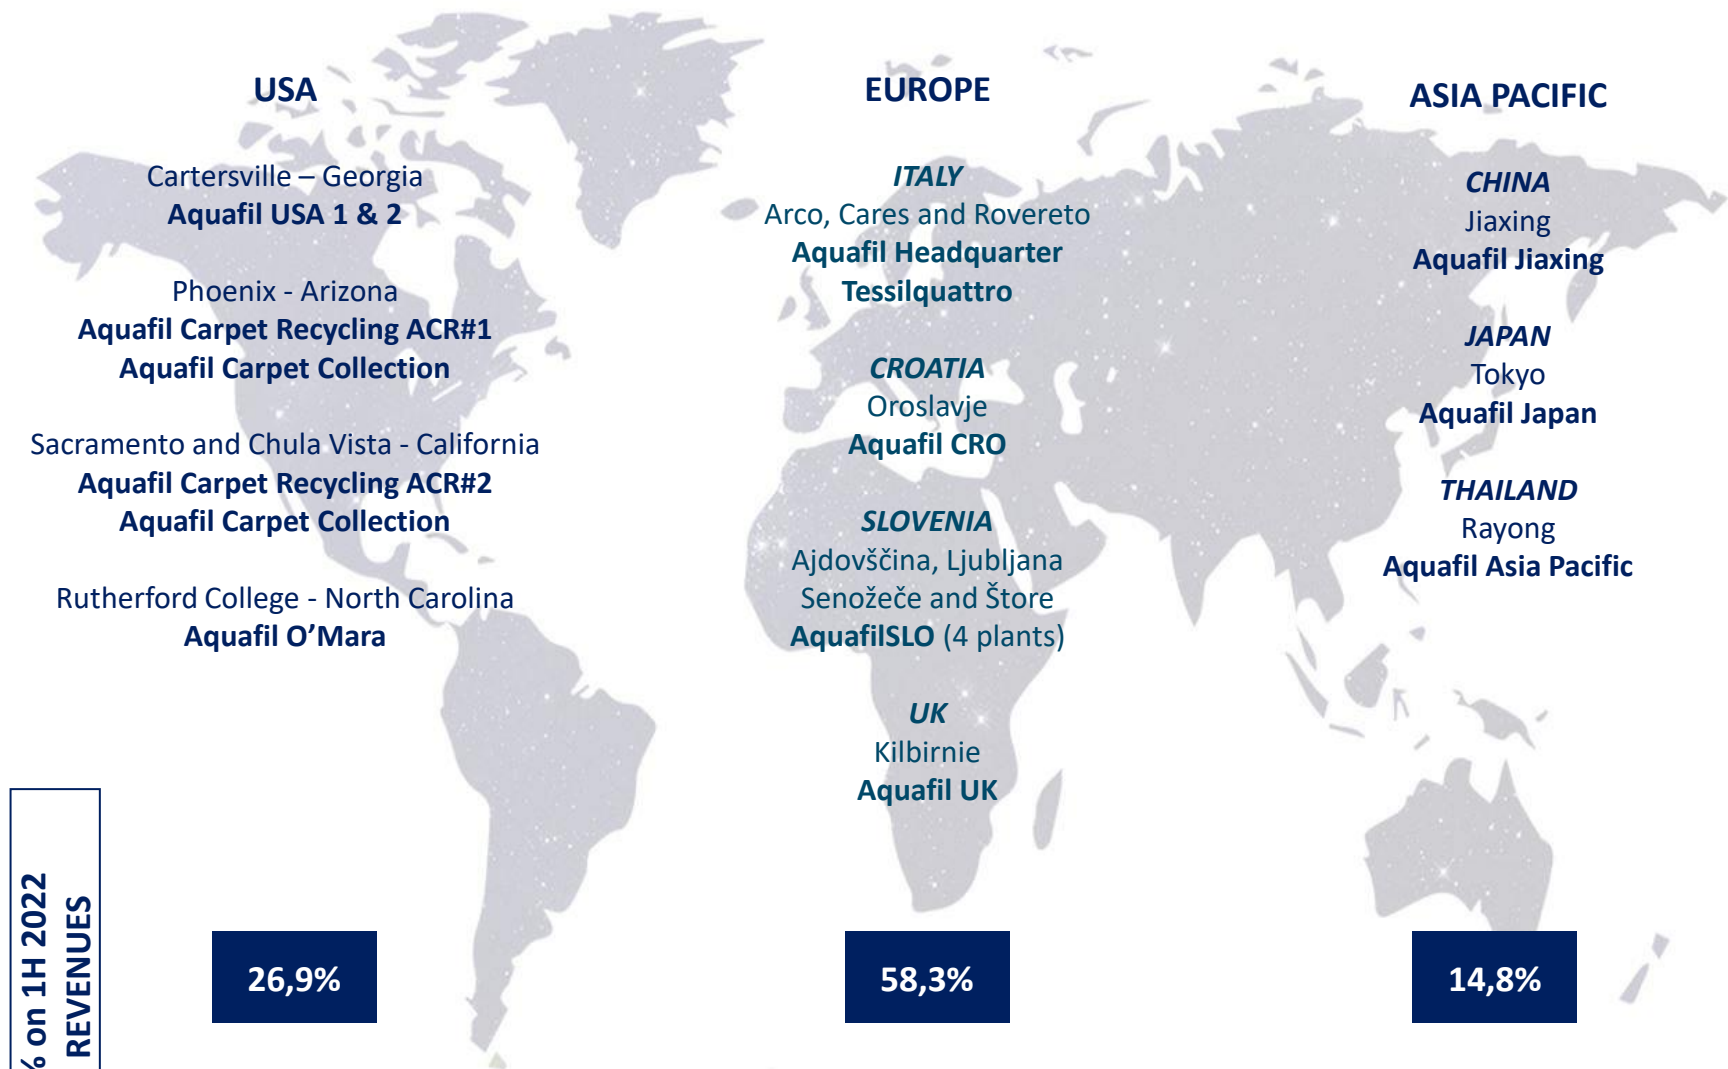 USA
Cartersville – Georgia
Aquafil USA 1 & 2
Phoenix - Arizona
Aquafil Carpet Recycling ACR#1
Aquafil Carpet Collection
Sacramento and Chula Vista - California
Aquafil Carpet Recycling ACR#2
Aquafil Carpet Collection
Rutherford College - North Carolina
Aquafil O’Mara
EUROPE
ITALY
Arco, Cares and Rovereto
Aquafil Headquarter
Tessilquattro
CROATIA
Oroslavje
Aquafil CRO
SLOVENIA
Ajdovščina, Ljubljana
Senožeče and Štore
AquafilSLO (4 plants)
UK
Kilbirnie
Aquafil UK
ASIA PACIFIC
CHINA
Jiaxing
Aquafil Jiaxing
JAPAN
Tokyo
Aquafil Japan
THAILAND
Rayong
Aquafil Asia Pacific
% on 1H 2022
REVENUES
26,9%
58,3%
14,8%